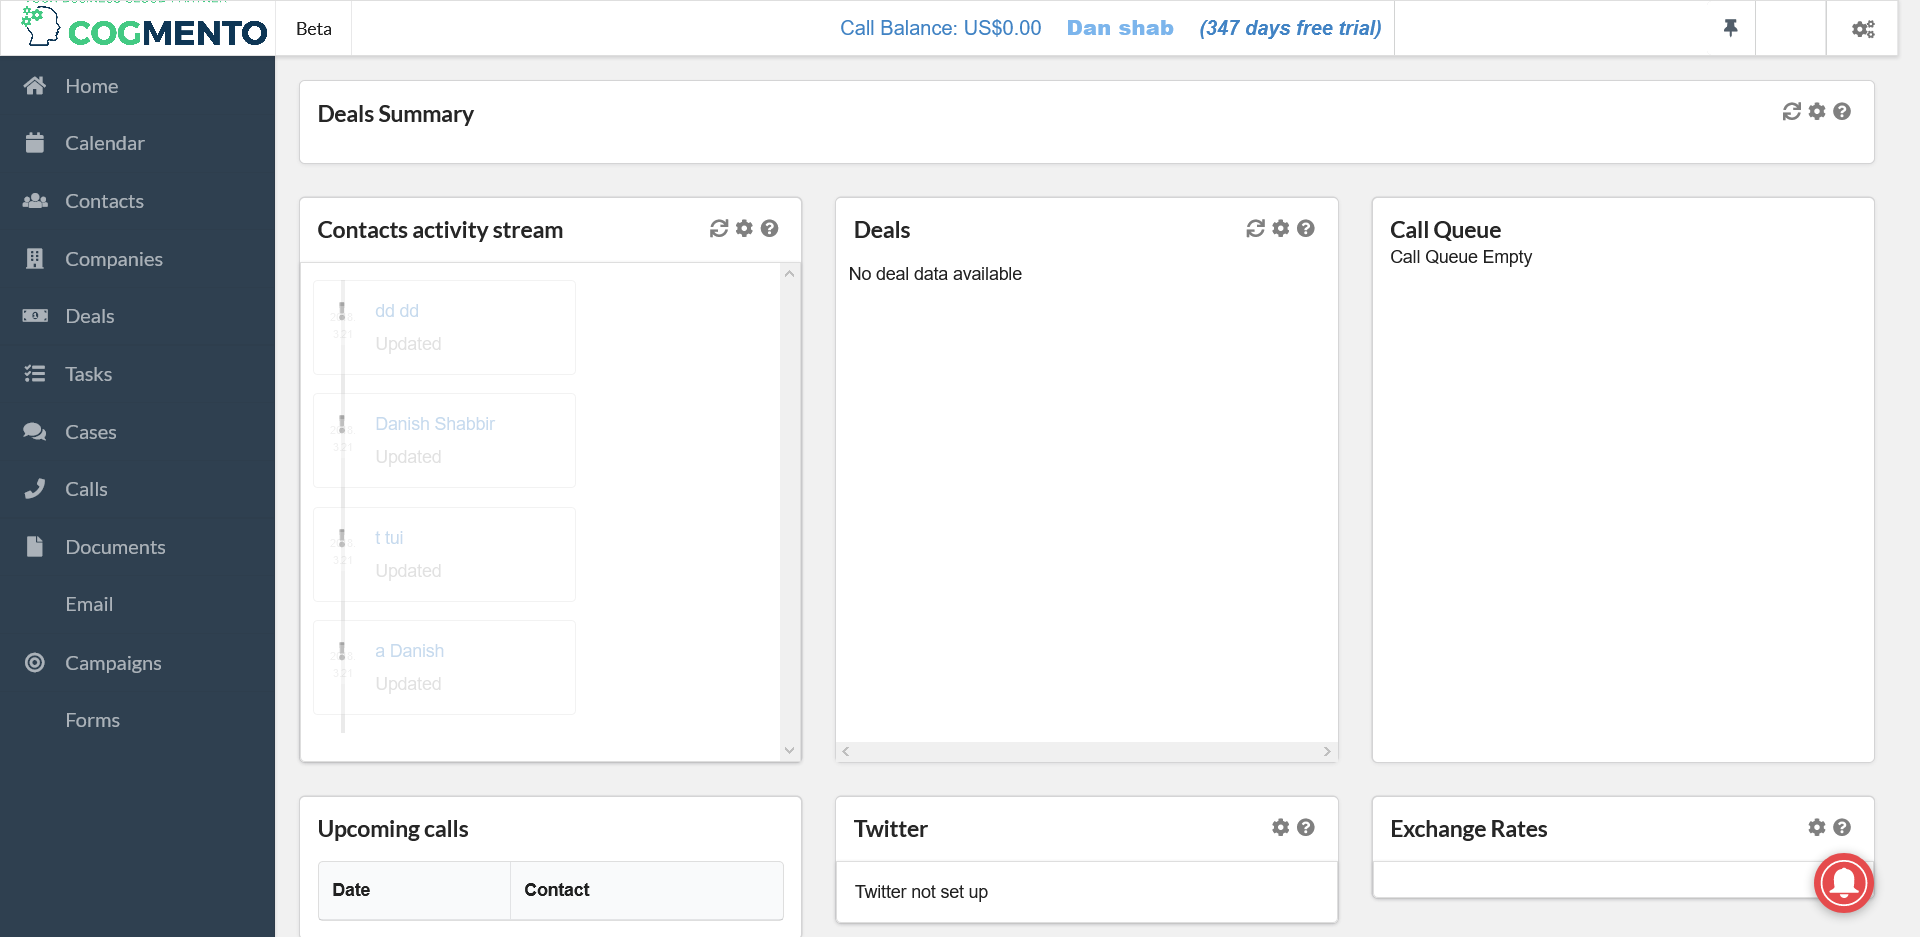 COGMENTO
Beta
Call Balance: US$0.00
Dan shab
(347 days free trial)
Home
Calendar
Contacts
Companies
Deals
Tasks
Cases
Calls
Documents
Email
Campaigns
Forms
Deals Summary
Contacts activity stream
dd dd
Updated
Danish Shabbir
Updated
t tui
Updated
a Danish
Updated
Deals
No deal data available
Call Queue
Call Queue Empty
Upcoming calls
Date Contact
Twitter
Twitter not set up
Exchange Rates